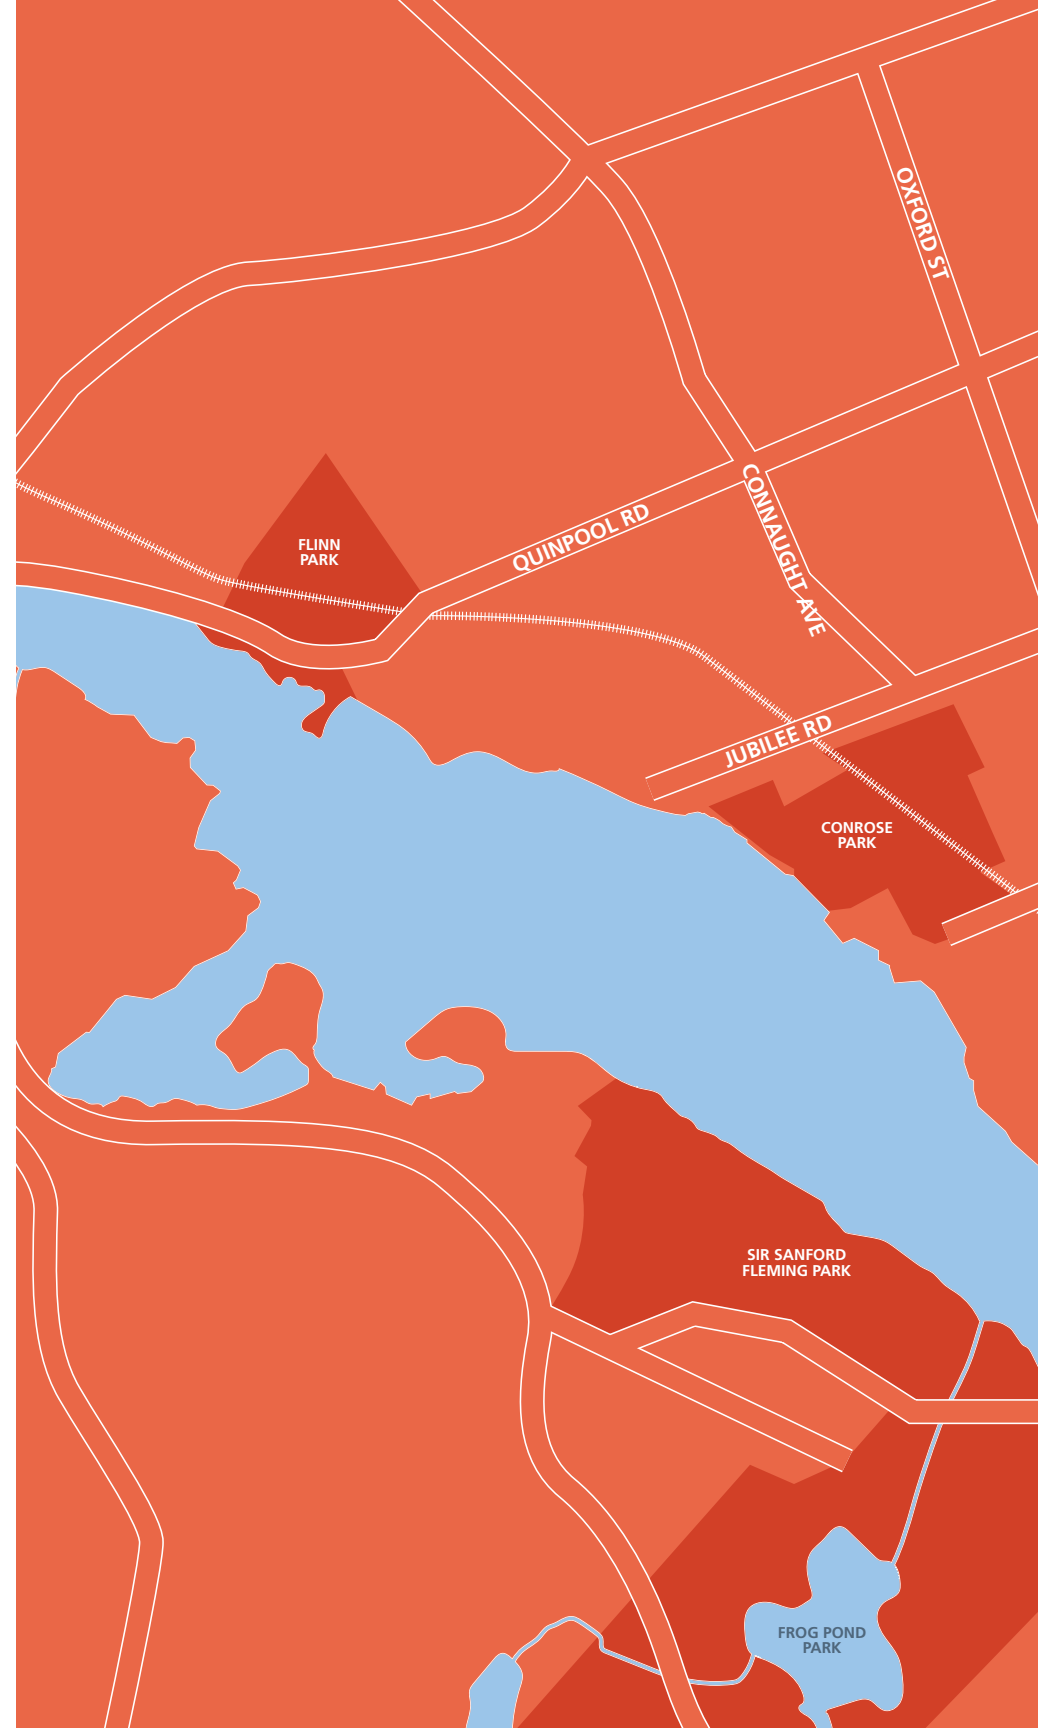 OXFORD ST
CONNAUGHT AVE
QUINPOOL RD
FLINN
PARK
JUBILEE RD
CONROSE
PARK
SIR SANFORD
FLEMING PARK
FROG POND
PARK